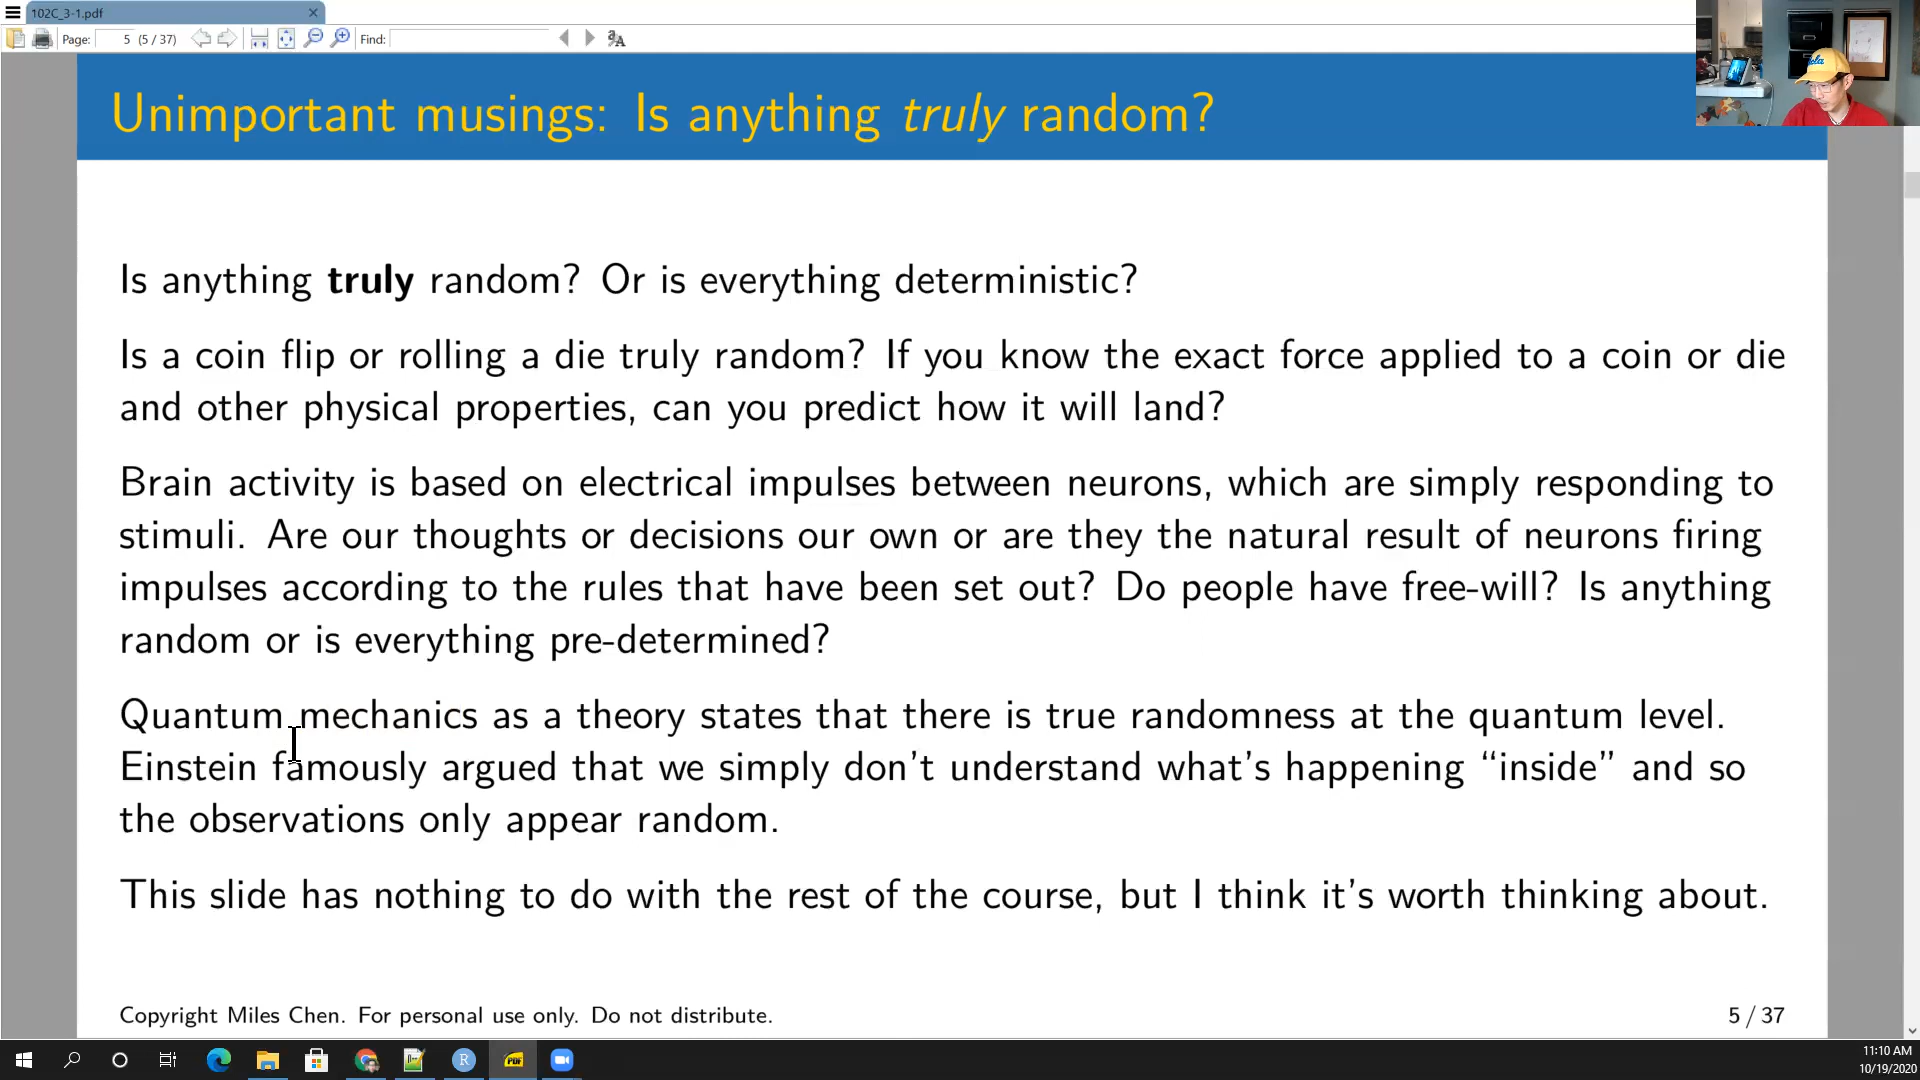 102C_3-1.pdf
Page: 5 (5 / 37) Find:
Unimportant musings: Is anything truly random?
Is anything truly random? Or is everything deterministic?
Is a coin flip or rolling a die truly random? If you know the exact force applied to a coin or die
and other physical properties, can you predict how it will land?
Brain activity is based on electrical impulses between neurons, which are simply responding to
stimuli. Are our thoughts or decisions our own or are they the natural result of neurons firing
impulses according to the rules that have been set out? Do people have free-will? Is anything
random or is everything pre-determined?
Quantum mechanics as a theory states that there is true randomness at the quantum level.
Einstein famously argued that we simply don't understand what's happening “inside” and so
the observations only appear random.
This slide has nothing to do with the rest of the course, but I think it's worth thinking about.
Copyright Miles Chen. For personal use only. Do not distribute.
5 / 37
11:10 AM
10/19/2020